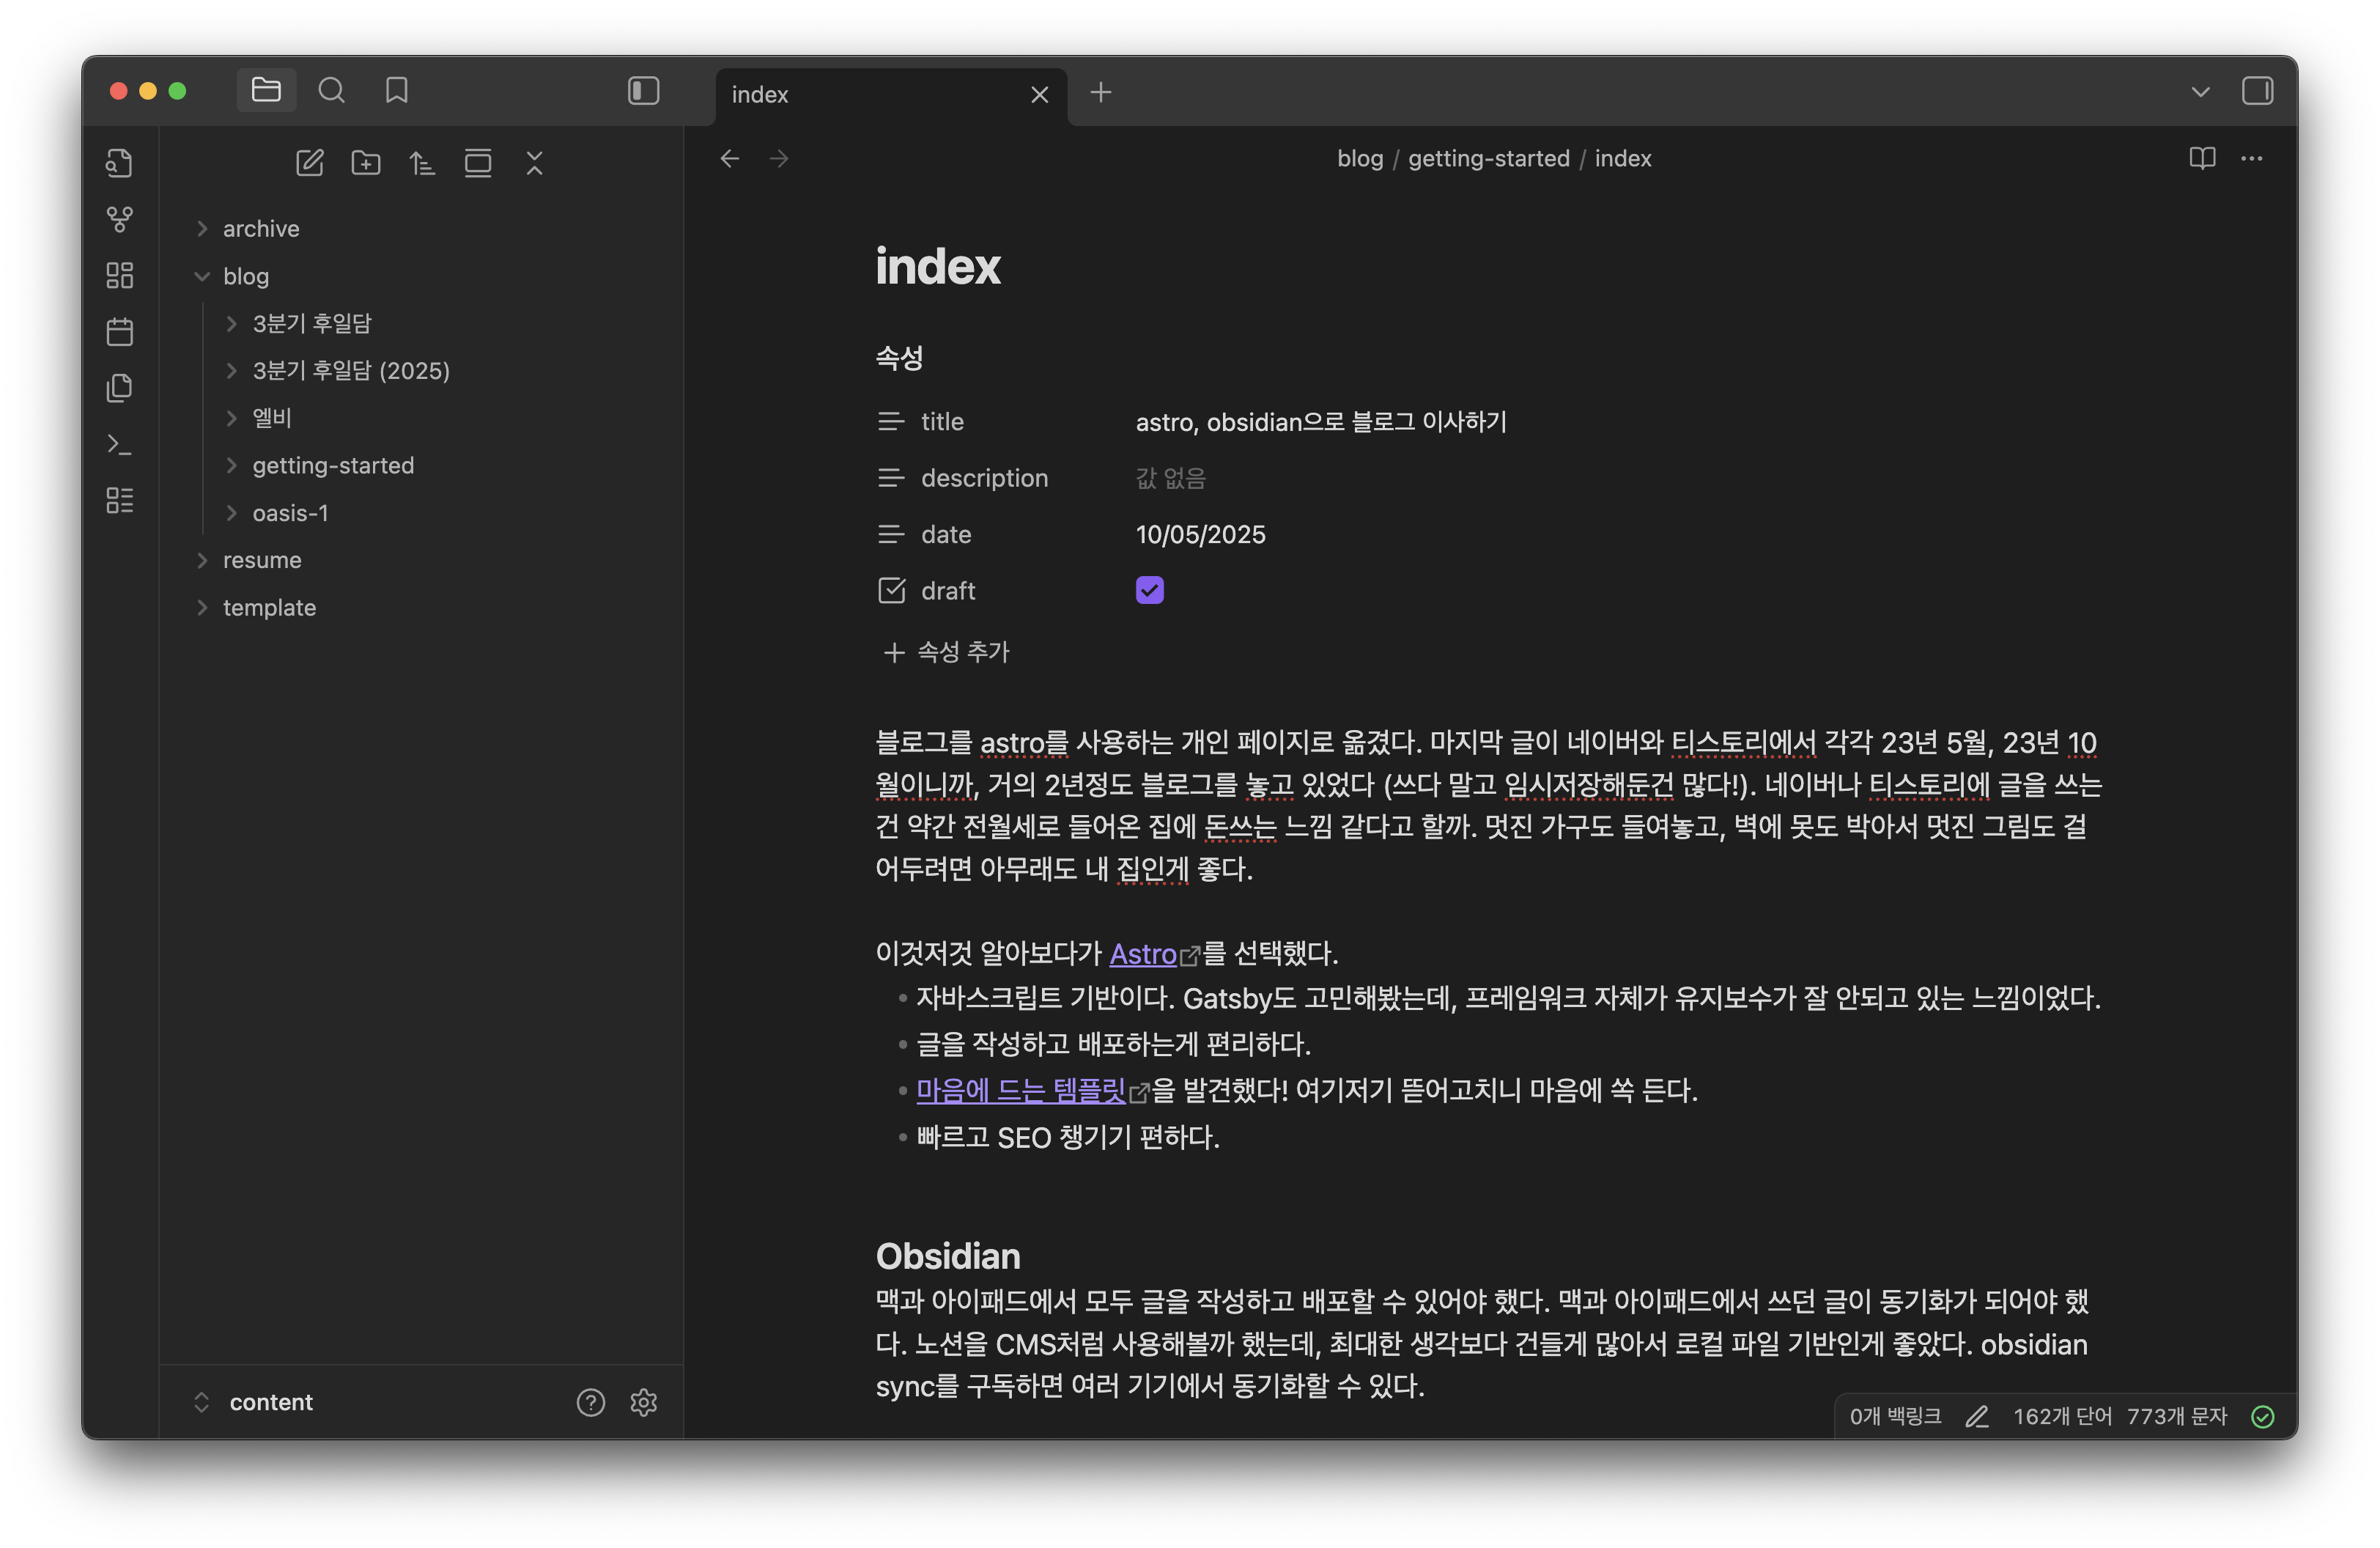 index
blog / getting-started / index
archive
blog
3분기 후일담
3분기 후일담 (2025)
엘비
getting-started
oasis-1
resume
template
content
index
속성
title astro, obsidian으로 블로그 이사하기
description 값 없음
date 10/05/2025
draft
속성 추가
블로그를 astro를 사용하는 개인 페이지로 옮겼다. 마지막 글이 네이버와 티스토리에서 각각 23년 5월, 23년 10
월이니까, 거의 2년정도 블로그를 놓고 있었다 (쓰다 말고 임시저장해둔건 많다!). 네이버나 티스토리에 글을 쓰는
건 약간 전월세로 들어온 집에 돈쓰는 느낌 같다고 할까. 멋진 가구도 들여놓고, 벽에 못도 박아서 멋진 그림도 걸
어두려면 아무래도 내 집인게 좋다.
이것저것 알아보다가 Astro를 선택했다.
• 자바스크립트 기반이다. Gatsby도 고민해봤는데, 프레임워크 자체가 유지보수가 잘 안되고 있는 느낌이었다.
• 글을 작성하고 배포하는게 편리하다.
• 마음에 드는 템플릿을 발견했다! 여기저기 뜯어고치니 마음에 쏙 든다.
• 빠르고 SEO 챙기기 편하다.
Obsidian
맥과 아이패드에서 모두 글을 작성하고 배포할 수 있어야 했다. 맥과 아이패드에서 쓰던 글이 동기화가 되어야 했
다. 노션을 CMS처럼 사용해볼까 했는데, 최대한 생각보다 건들게 많아서 로컬 파일 기반인게 좋았다. obsidian
sync를 구독하면 여러 기기에서 동기화할 수 있다.
0개 백링크 162개 단어 773개 문자